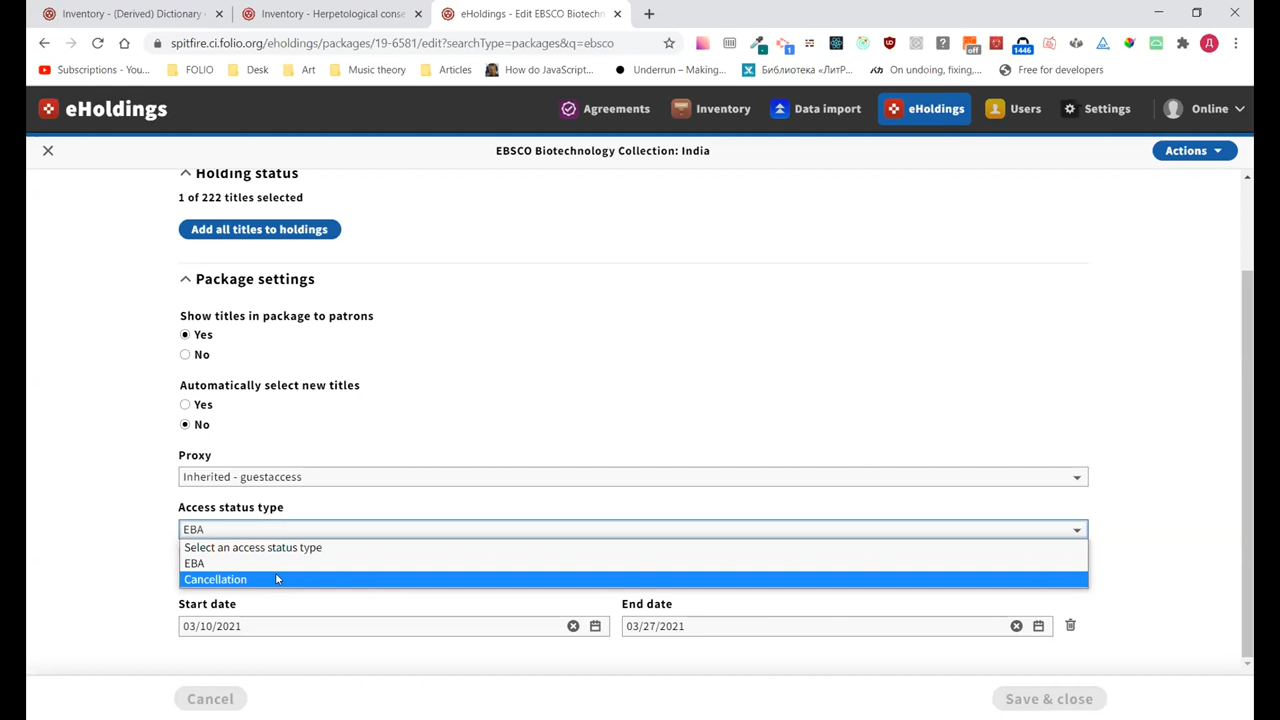 Inventory - (Derived) Dictionary
Inventory - Herpetological conse
eHoldings - Edit EBSCO Biotechn
spitfire.ci.folio.org/eholdings/packages/19-6581/edit?searchType=packages&q=ebsco
off
1
1446
Д
Subscriptions - You...
FOLIO
Desk
Art
Music theory
Articles
How do JavaScript...
Underrun – Making...
Библиотека «ЛитР...
On undoing, fixing,...
Free for developers
eHoldings
Agreements
Inventory
Data import
eHoldings
Users
Settings
Online
EBSCO Biotechnology Collection: India
Actions
Holding status
1 of 222 titles selected
Add all titles to holdings
Package settings
Show titles in package to patrons
Yes
No
Automatically select new titles
Yes
No
Proxy
Inherited - guestaccess
Access status type
EBA
Select an access status type
EBA
Cancellation
Start date
End date
03/10/2021
03/27/2021
Cancel
Save & close